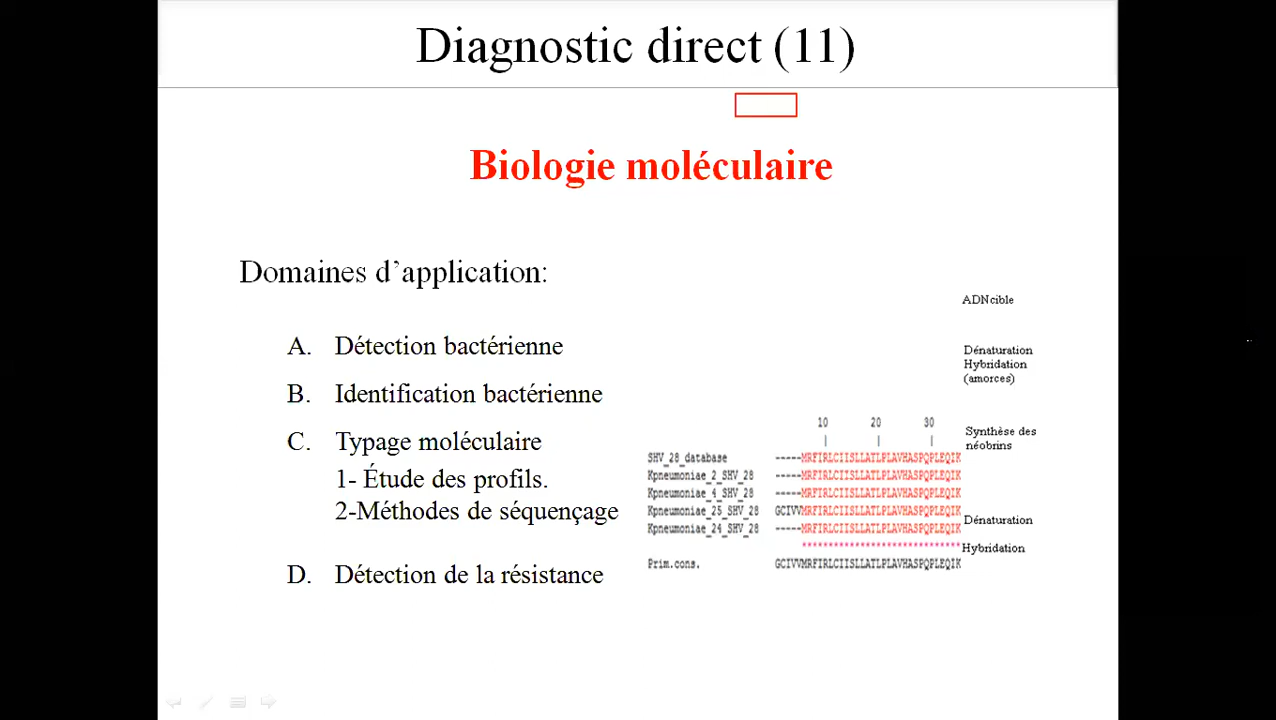 Diagnostic direct (11)
Biologie moléculaire
Domaines d’application:
A. Détection bactérienne
B. Identification bactérienne
C. Typage moléculaire
1- Étude des profils.
2-Méthodes de séquençage
D. Détection de la résistance
ADNcible
Dénaturation
Hybridation
(amorces)
Synthèse des
néobrins
Dénaturation
Hybridation
10 20 30
| | |
SHV_28_database -----MRFIRLCIISLLATLPLAVHASPQPLEQIK
Kpneumoniae_2_SHV_28 -----MRFIRLCIISLLATLPLAVHASPQPLEQIK
Kpneumoniae_4_SHV_28 -----MRFIRLCIISLLATLPLAVHASPQPLEQIK
Kpneumoniae_25_SHV_28 GCIVVMRFIRLCIISLLATLPLAVHASPQPLEQIK
Kpneumoniae_24_SHV_28 -----MRFIRLCIISLLATLPLAVHASPQPLEQIK
******************************
Prim.cons. GCIVVMRFIRLCIISLLATLPLAVHASPQPLEQIK